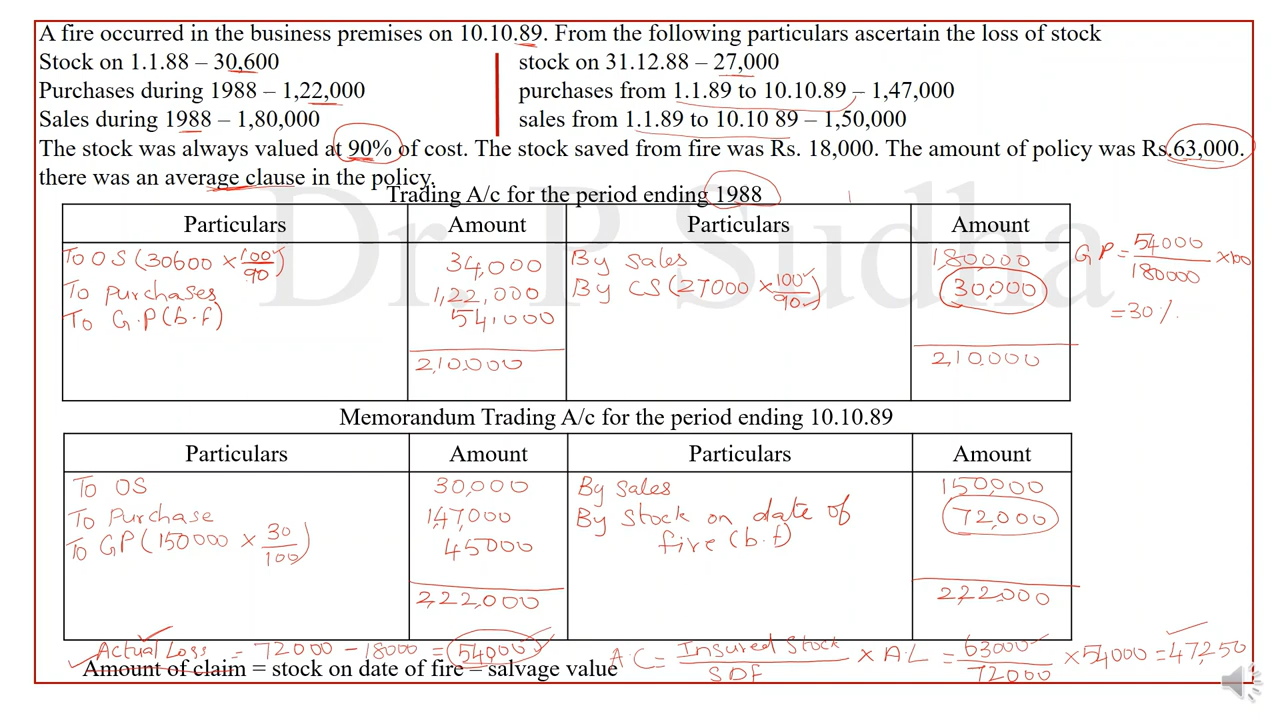 A fire occurred in the business premises on 10.10.89. From the following particulars ascertain the loss of stock
Stock on 1.1.88 – 30,600 stock on 31.12.88 – 27,000
Purchases during 1988 – 1,22,000 purchases from 1.1.89 to 10.10.89 – 1,47,000
Sales during 1988 – 1,80,000 sales from 1.1.89 to 10.10 89 – 1,50,000
The stock was always valued at 90% of cost. The stock saved from fire was Rs. 18,000. The amount of policy was Rs.63,000.
there was an average clause in the policy.
Trading A/c for the period ending 1988
Particulars Amount Particulars Amount
To OS (30600 × 100/90) 34,000 By Sales 180000
To Purchases 1,22,000 By CS (27000 × 100/90) 30,000
To G.P (b.f) 54,000
2,10,000 2,10,000
GP = 54000/180000 × 100
= 30%
Dr. P Sudha
Memorandum Trading A/c for the period ending 10.10.89
Particulars Amount Particulars Amount
To OS 30,000 By Sales 150,000
To Purchase 1,47,000 By Stock on date of 72,000
To GP (150000 × 30/100) 45000 fire (b.f)
2,22,000 2,22,000
Actual Loss = 72000 – 18000 = 54000
Amount of claim = stock on date of fire – salvage value
A.C = Insured Stock/SDF × A.L = 63000/72000 × 54000 = 47,250